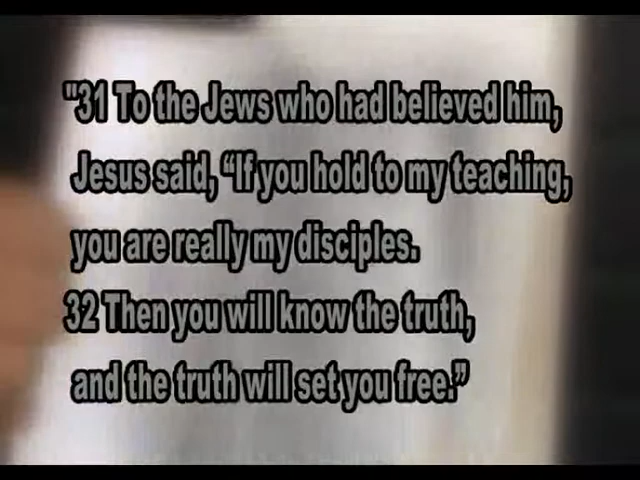 "31 To the Jews who had believed him,
Jesus said, “If you hold to my teaching,
you are really my disciples.
32 Then you will know the truth,
and the truth will set you free.”